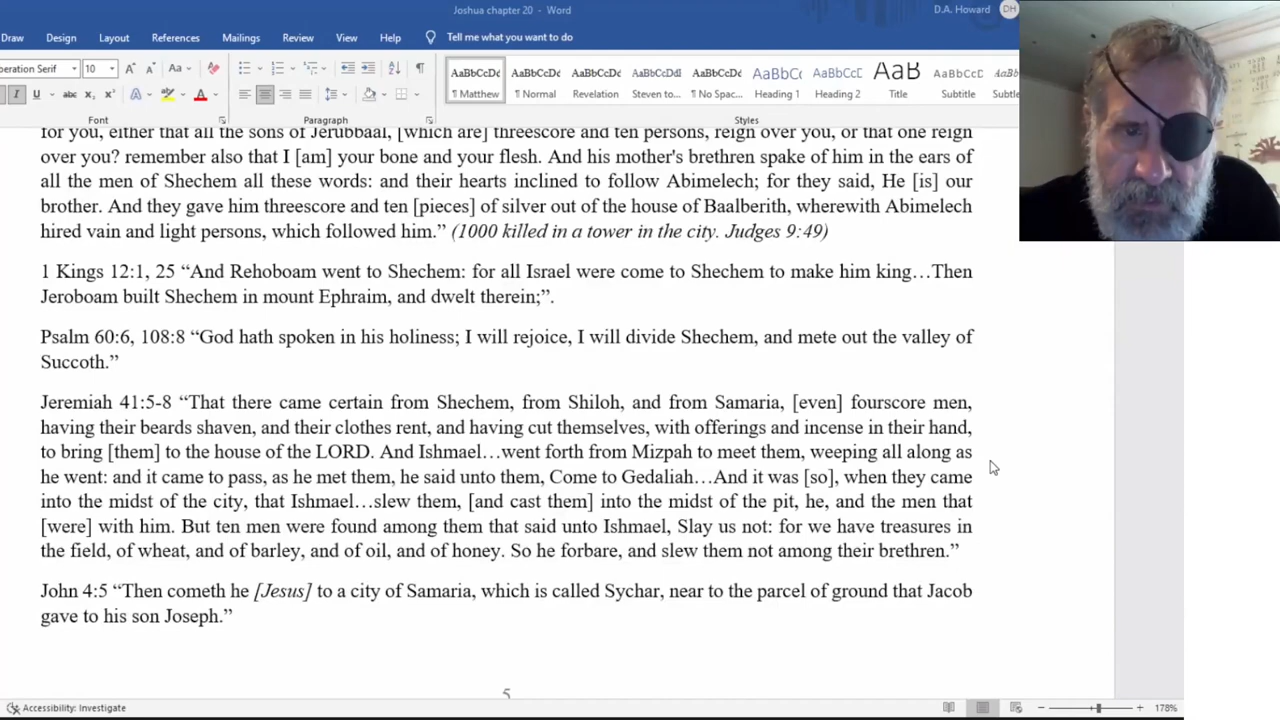 Joshua chapter 20 - Word
D.A. Howard
DH
Draw Design Layout References Mailings Review View Help Tell me what you want to do
eration Serif 10 Aa
I U abc x₂ x² A A
AaBbCcDc AaBbCcDc AaBbCcDc AaBbCcDdI AaBbCcDc AaBbCc AaBbCcD AaB AaBbCcD AaBb
¶ Matthew ¶ Normal Revelation Steven to... ¶ No Spac... Heading 1 Heading 2 Title Subtitle Subtle
Font Paragraph Styles
for you, either that all the sons of Jerubbaal, [which are] threescore and ten persons, reign over you, or that one reign
over you? remember also that I [am] your bone and your flesh. And his mother's brethren spake of him in the ears of
all the men of Shechem all these words: and their hearts inclined to follow Abimelech; for they said, He [is] our
brother. And they gave him threescore and ten [pieces] of silver out of the house of Baalberith, wherewith Abimelech
hired vain and light persons, which followed him.” (1000 killed in a tower in the city. Judges 9:49)
1 Kings 12:1, 25 “And Rehoboam went to Shechem: for all Israel were come to Shechem to make him king…Then
Jeroboam built Shechem in mount Ephraim, and dwelt therein;”.
Psalm 60:6, 108:8 “God hath spoken in his holiness; I will rejoice, I will divide Shechem, and mete out the valley of
Succoth.”
Jeremiah 41:5-8 “That there came certain from Shechem, from Shiloh, and from Samaria, [even] fourscore men,
having their beards shaven, and their clothes rent, and having cut themselves, with offerings and incense in their hand,
to bring [them] to the house of the LORD. And Ishmael…went forth from Mizpah to meet them, weeping all along as
he went: and it came to pass, as he met them, he said unto them, Come to Gedaliah…And it was [so], when they came
into the midst of the city, that Ishmael…slew them, [and cast them] into the midst of the pit, he, and the men that
[were] with him. But ten men were found among them that said unto Ishmael, Slay us not: for we have treasures in
the field, of wheat, and of barley, and of oil, and of honey. So he forbare, and slew them not among their brethren.”
John 4:5 “Then cometh he [Jesus] to a city of Samaria, which is called Sychar, near to the parcel of ground that Jacob
gave to his son Joseph.”
5
Accessibility: Investigate
178%